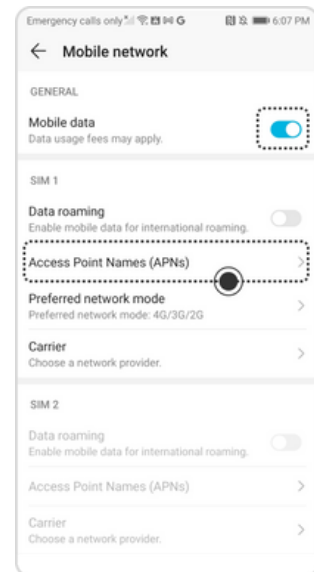 Emergency calls only G 6:07 PM
Mobile network
GENERAL
Mobile data
Data usage fees may apply.
SIM 1
Data roaming
Enable mobile data for international roaming.
Access Point Names (APNs)
Preferred network mode
Preferred network mode: 4G/3G/2G
Carrier
Choose a network provider.
SIM 2
Data roaming
Enable mobile data for international roaming.
Access Point Names (APNs)
Carrier
Choose a network provider.